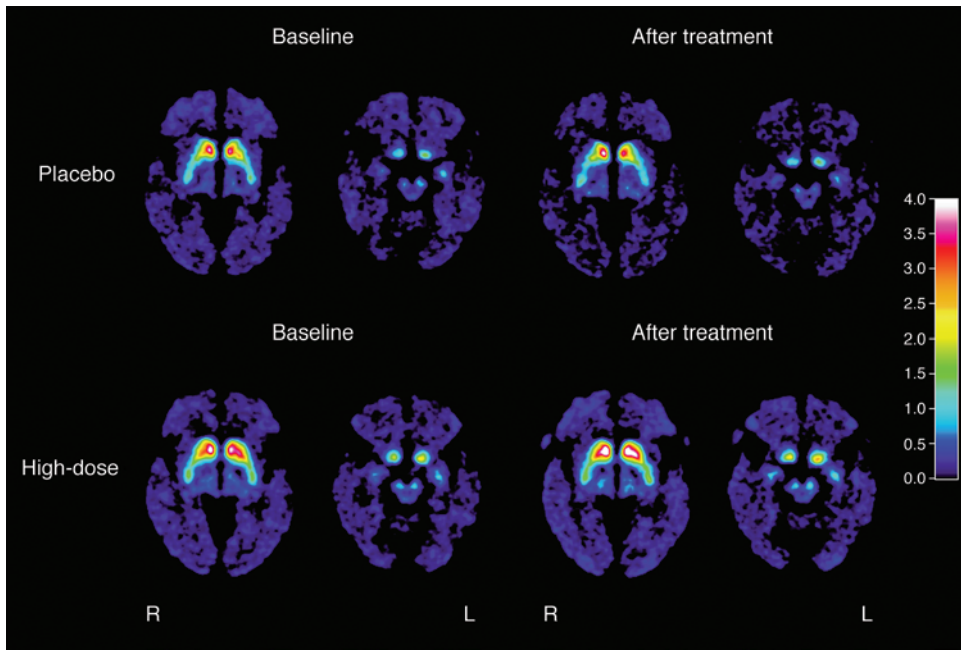 Baseline After treatment
Placebo
4.0
3.5
3.0
2.5
2.0
1.5
1.0
0.5
0.0
Baseline After treatment
High-dose
R L R L